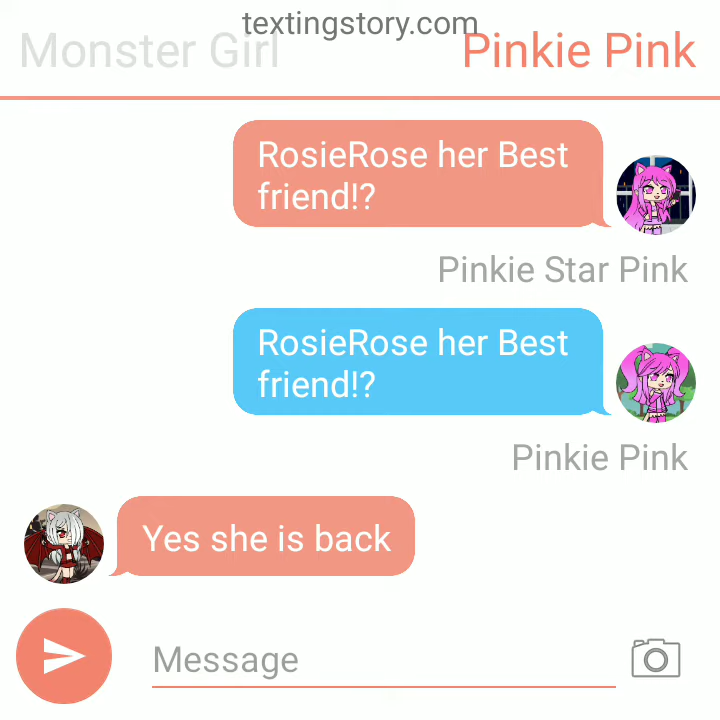 textingstory.com
Monster Girl
Pinkie Pink
RosieRose her Best
friend!?
Pinkie Star Pink
RosieRose her Best
friend!?
Pinkie Pink
Yes she is back
Message